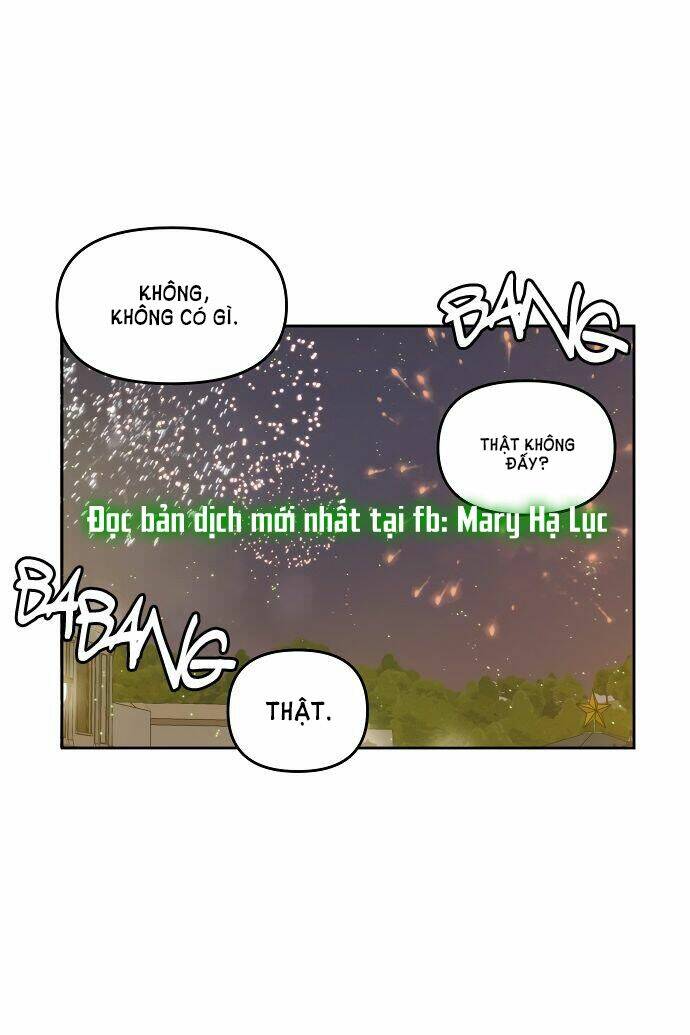 KHÔNG,
KHÔNG CÓ GÌ.
BANG
THẬT KHÔNG
ĐẤY?
Đọc bản dịch mới nhất tại fb: Mary Hạ Lục
BABANG
THẬT.